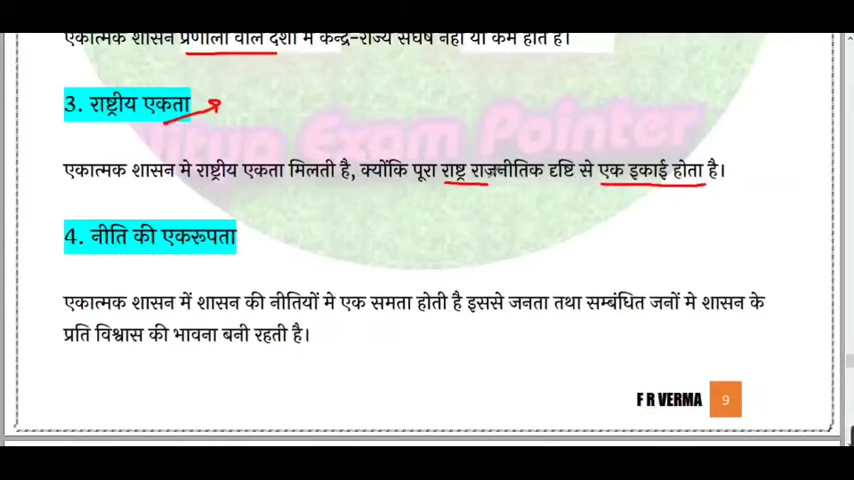 एकात्मक शासन प्रणाली वाले देशों में केन्द्र-राज्य संघर्ष नहीं या कम होते हैं।
3. राष्ट्रीय एकता
एकात्मक शासन मे राष्ट्रीय एकता मिलती है, क्योंकि पूरा राष्ट्र राजनीतिक दृष्टि से एक इकाई होता है।
4. नीति की एकरूपता
एकात्मक शासन में शासन की नीतियों मे एक समता होती है इससे जनता तथा सम्बंधित जनों मे शासन के
प्रति विश्वास की भावना बनी रहती है।
F R VERMA 9
Exam Pointer